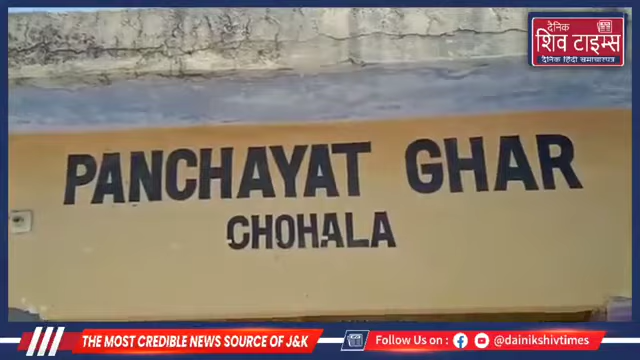 दैनिक
शिव टाइम्स
दैनिक हिंदी समाचारपत्र
PANCHAYAT GHAR
CHOHALA
THE MOST CREDIBLE NEWS SOURCE OF J&K
Follow Us on : @dainikshivtimes